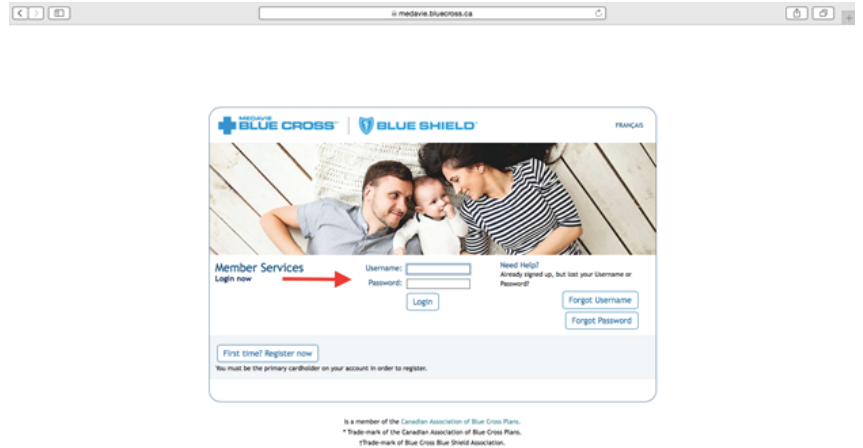 medavie.bluecross.ca
MEDAVIE
BLUE CROSS™ BLUE SHIELD†
FRANÇAIS
Member Services
Login now
Username:
Password:
Login
Need Help?
Already signed up, but lost your Username or
Password?
Forgot Username
Forgot Password
First time? Register now
You must be the primary cardholder on your account in order to register.
Is a member of the Canadian Association of Blue Cross Plans.
* Trade-mark of the Canadian Association of Blue Cross Plans.
†Trade-mark of Blue Cross Blue Shield Association.